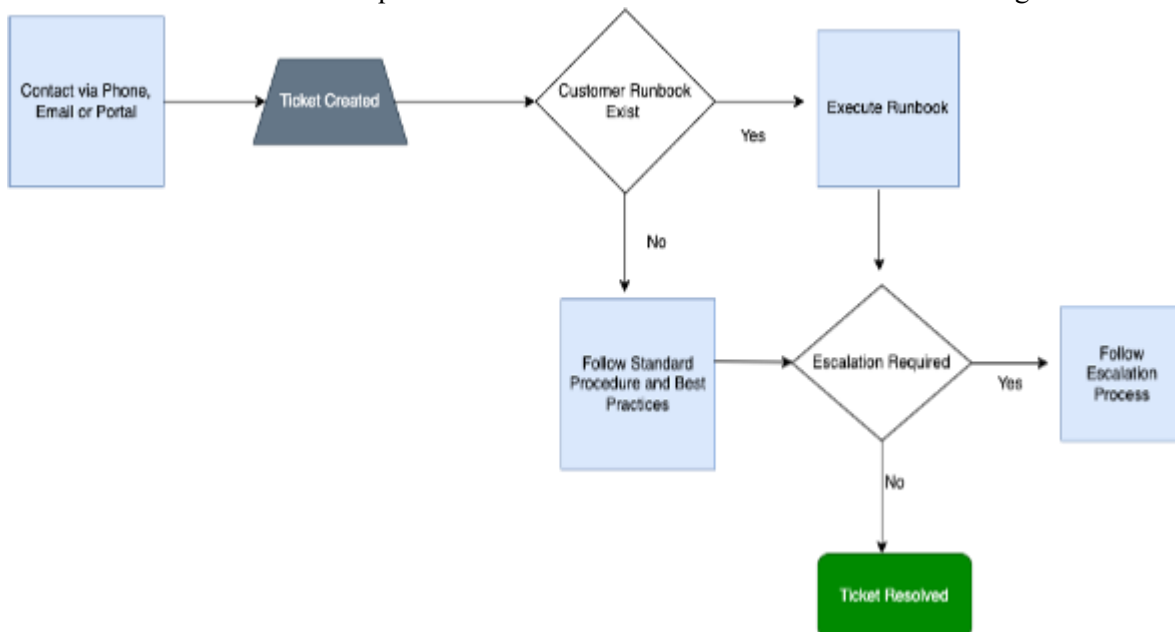 Contact via Phone,
Email or Portal
Ticket Created
Customer Runbook
Exist
Yes
Execute Runbook
No
Follow Standard
Procedure and Best
Practices
Escalation Required
Yes
Follow
Escalation
Process
No
Ticket Resolved